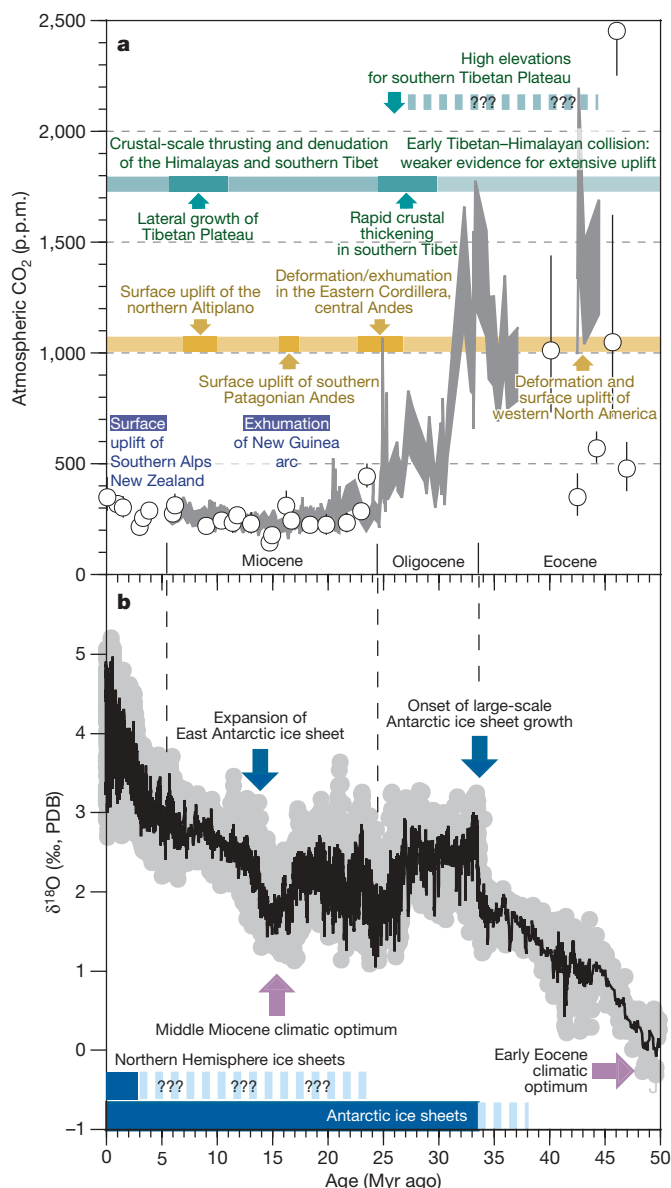 a
2,500
2,000
1,500
1,000
500
0
Atmospheric CO2 (p.p.m.)
High elevations
for southern Tibetan Plateau
???
???
Crustal-scale thrusting and denudation
of the Himalayas and southern Tibet
Early Tibetan–Himalayan collision:
weaker evidence for extensive uplift
Lateral growth of
Tibetan Plateau
Rapid crustal
thickening
in southern Tibet
Surface uplift of the
northern Altiplano
Deformation/exhumation
in the Eastern Cordillera,
central Andes
Surface uplift of southern
Patagonian Andes
Deformation and
surface uplift of
western North America
Surface
uplift of
Southern Alps
New Zealand
Exhumation
of New Guinea
arc
Miocene
Oligocene
Eocene
b
5
4
3
2
1
0
–1
δ18O (‰, PDB)
Expansion of
East Antarctic ice sheet
Onset of large-scale
Antarctic ice sheet growth
Middle Miocene climatic optimum
Early Eocene
climatic
optimum
Northern Hemisphere ice sheets
???
???
???
Antarctic ice sheets
0 5 10 15 20 25 30 35 40 45 50
Age (Myr ago)